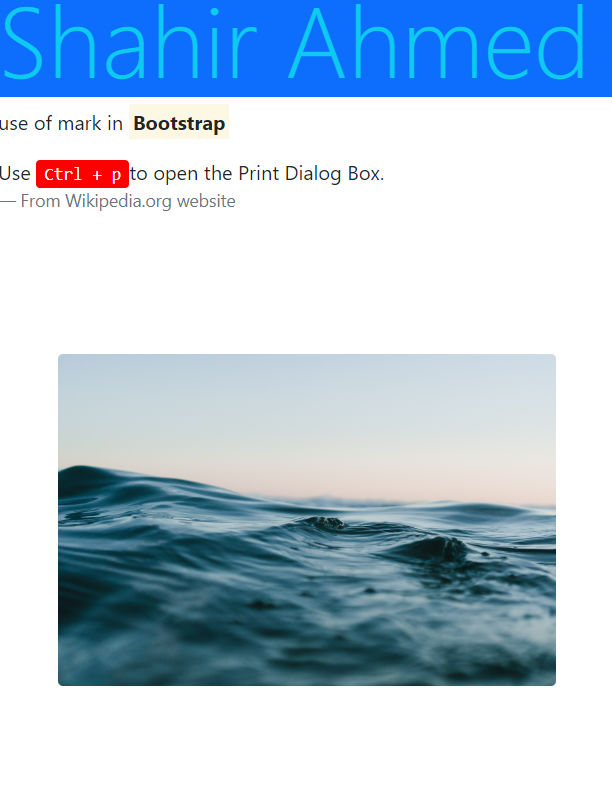 Shahir Ahmed
use of mark in Bootstrap
Use Ctrl + p to open the Print Dialog Box.
— From Wikipedia.org website